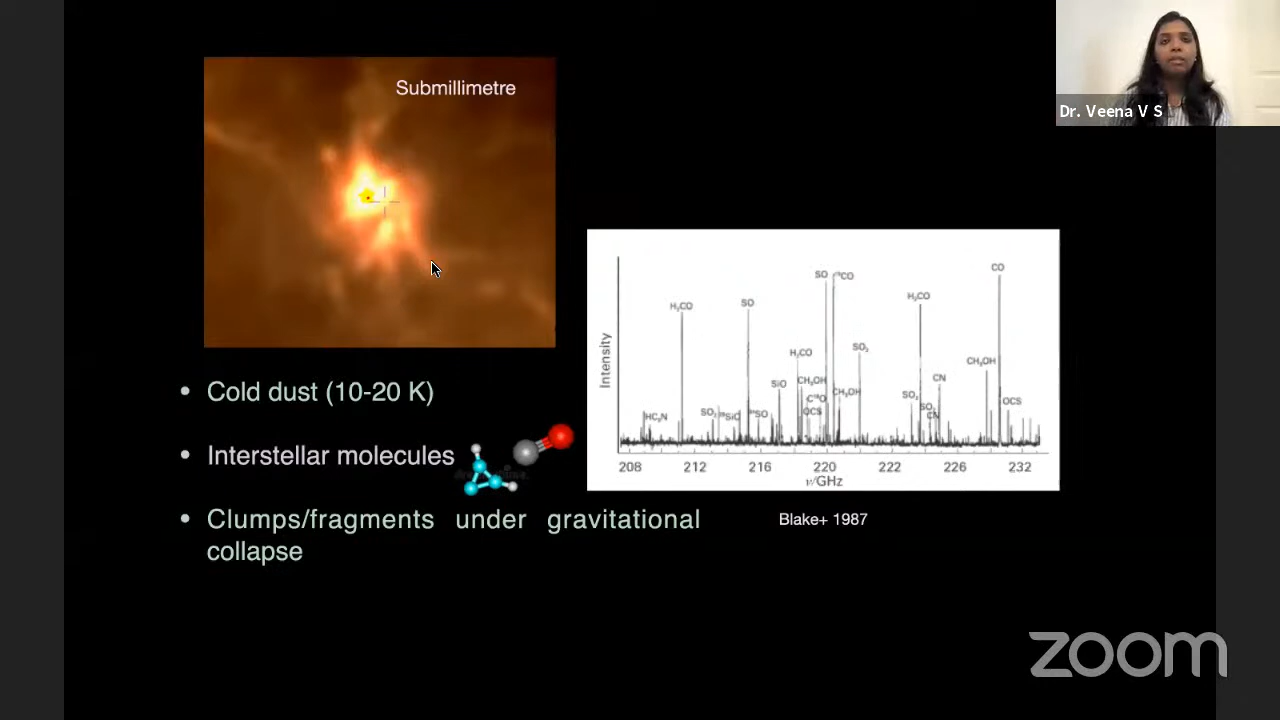 Submillimetre
Dr. Veena V S
Cold dust (10-20 K)
Interstellar molecules
Clumps/fragments under gravitational
collapse
Intensity
HC₃N
H₂CO
SO₂
SO
³⁴SO
SiO
H₂CO
CH₃OH
C¹⁸O
OCS
SO
¹³CO
CH₃OH
SO₂
SO₂
H₂CO
SO₂
CN
CN
CH₃OH
CO
OCS
208 212 216 220 222 226 232
ν/GHz
Blake+ 1987
zoom